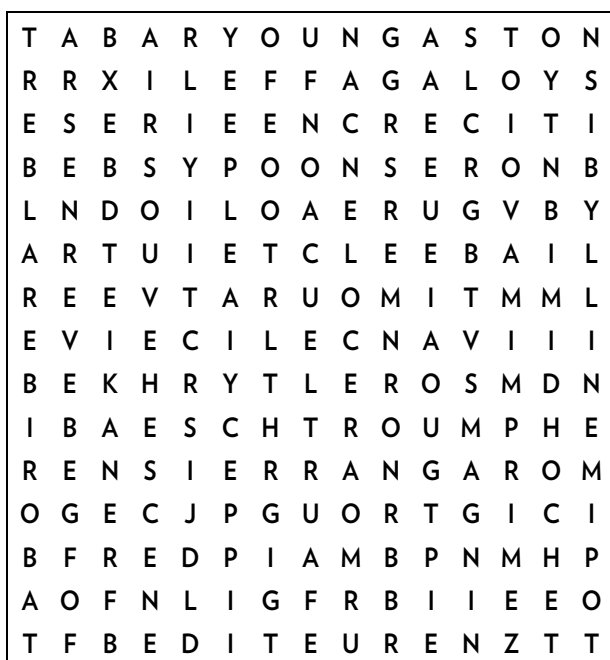 T A B A R Y O U N G A S T O N
R R X I L E F F A G A L O Y S
E S E R I E E N C R E C I T I
B E B S Y P O O N S E R O N B
L N D O I L O A E R U G V B Y
A R T U I E T C L E E B A I L
R E E V T A R U O M I T M M L
E V I E C I L E C N A V I I I
B E K H R Y T L E R O S M D N
I B A E S C H T R O U M P H E
R E N S I E R R A N G A R O M
O G E C J P G U O R T G I C I
B F R E D P I A M B P N M H P
A O F N L I G F R B I I E E O
T F B E D I T E U R E N Z T T